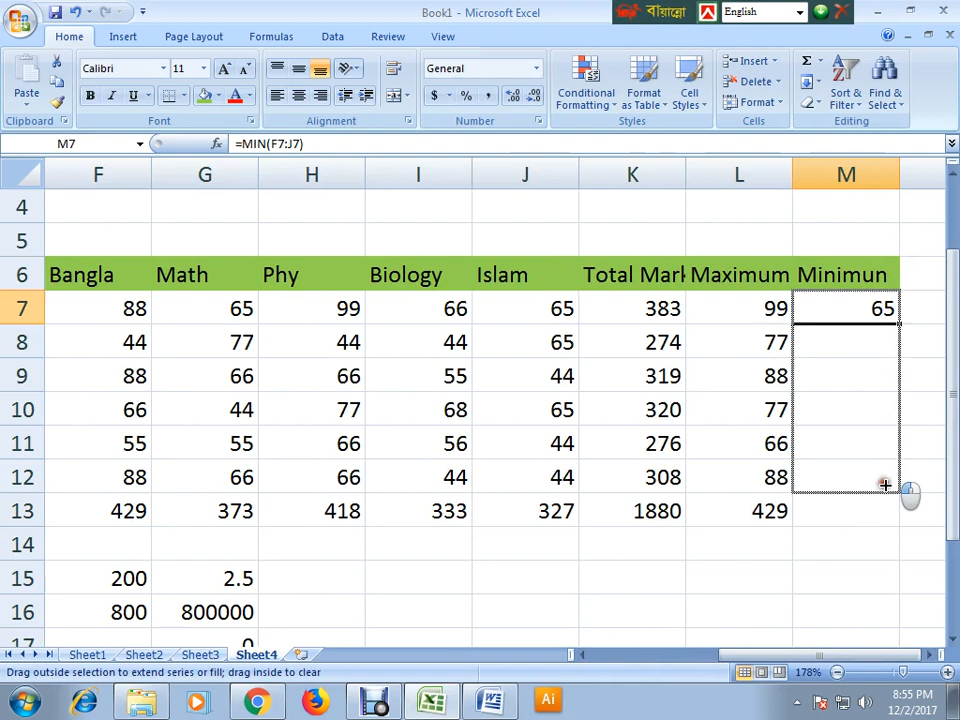 Book1 - Microsoft Excel
বায়ান্নো
English
Home
Insert
Page Layout
Formulas
Data
Review
View
Paste
Clipboard
Calibri
11
B I U
Font
Alignment
General
$ % ,
Number
Conditional Formatting
Format as Table
Cell Styles
Styles
Insert
Delete
Format
Cells
Σ
Sort & Filter
Find & Select
Editing
M7
fx
=MIN(F7:J7)
F G H I J K L M
4
5
6 Bangla Math Phy Biology Islam Total Mark Maximum Minimun
7 88 65 99 66 65 383 99 65
8 44 77 44 44 65 274 77
9 88 66 66 55 44 319 88
10 66 44 77 68 65 320 77
11 55 55 66 56 44 276 66
12 88 66 66 44 44 308 88
13 429 373 418 333 327 1880 429
14
15 200 2.5
16 800 800000
17 0
Sheet1 Sheet2 Sheet3 Sheet4
Drag outside selection to extend series or fill; drag inside to clear
178%
Ai
8:55 PM
12/2/2017